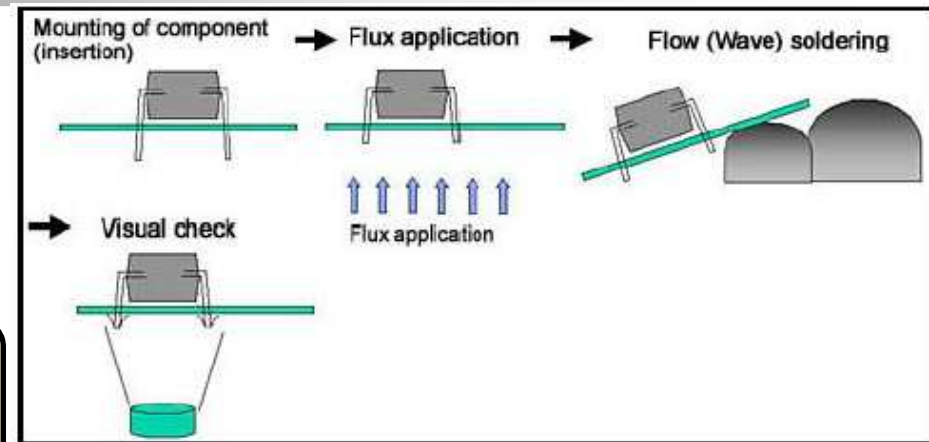 Mounting of component
(insertion)
Flux application
Flow (Wave) soldering
Flux application
Visual check